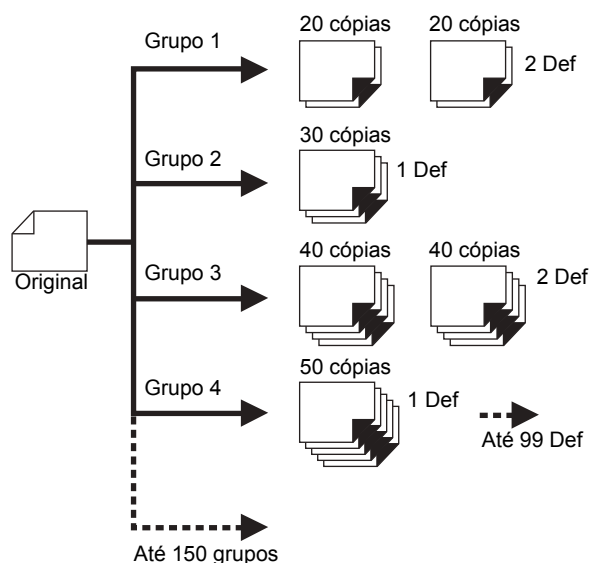 Grupo 1
20 cópias
20 cópias
2 Def
Grupo 2
30 cópias
1 Def
Original
Grupo 3
40 cópias
40 cópias
2 Def
Grupo 4
50 cópias
1 Def
Até 99 Def
Até 150 grupos